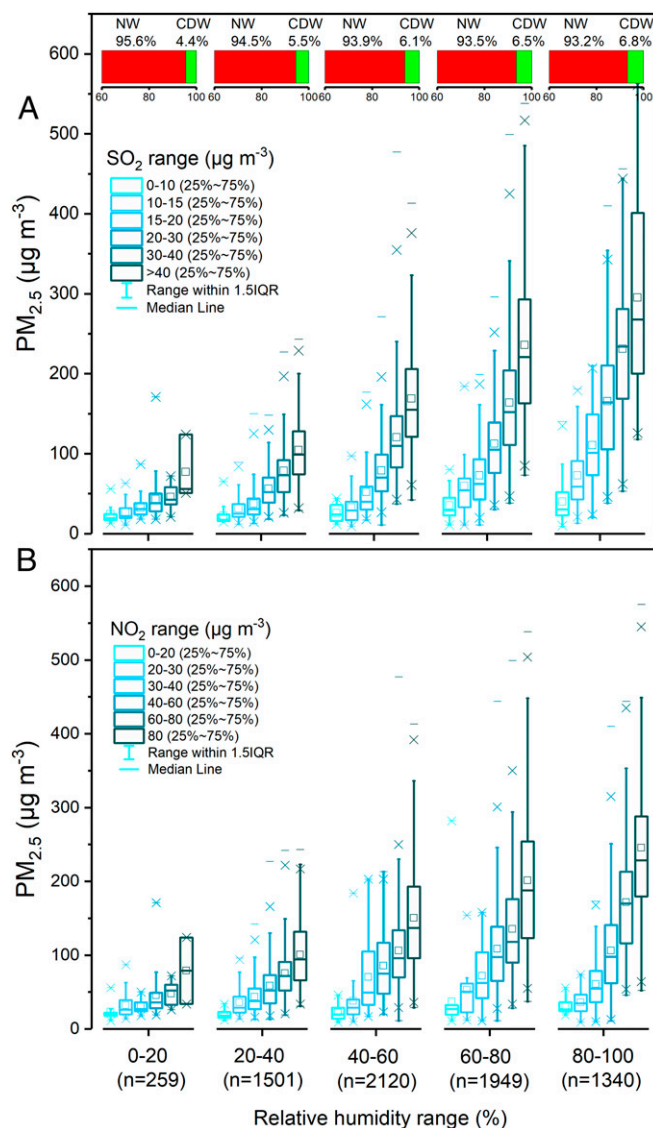 NW CDW NW CDW NW CDW NW CDW NW CDW
95.6% 4.4% 94.5% 5.5% 93.9% 6.1% 93.5% 6.5% 93.2% 6.8%
60 80 100 60 80 100 60 80 100 60 80 100 60 80 100
A
SO2 range (µg m-3)
0-10 (25%~75%)
10-15 (25%~75%)
15-20 (25%~75%)
20-30 (25%~75%)
30-40 (25%~75%)
>40 (25%~75%)
Range within 1.5IQR
Median Line
PM2.5 (µg m-3)
600
500
400
300
200
100
0
B
NO2 range (µg m-3)
0-20 (25%~75%)
20-30 (25%~75%)
30-40 (25%~75%)
40-60 (25%~75%)
60-80 (25%~75%)
80 (25%~75%)
Range within 1.5IQR
Median Line
PM2.5 (µg m-3)
600
500
400
300
200
100
0
0-20 20-40 40-60 60-80 80-100
(n=259) (n=1501) (n=2120) (n=1949) (n=1340)
Relative humidity range (%)